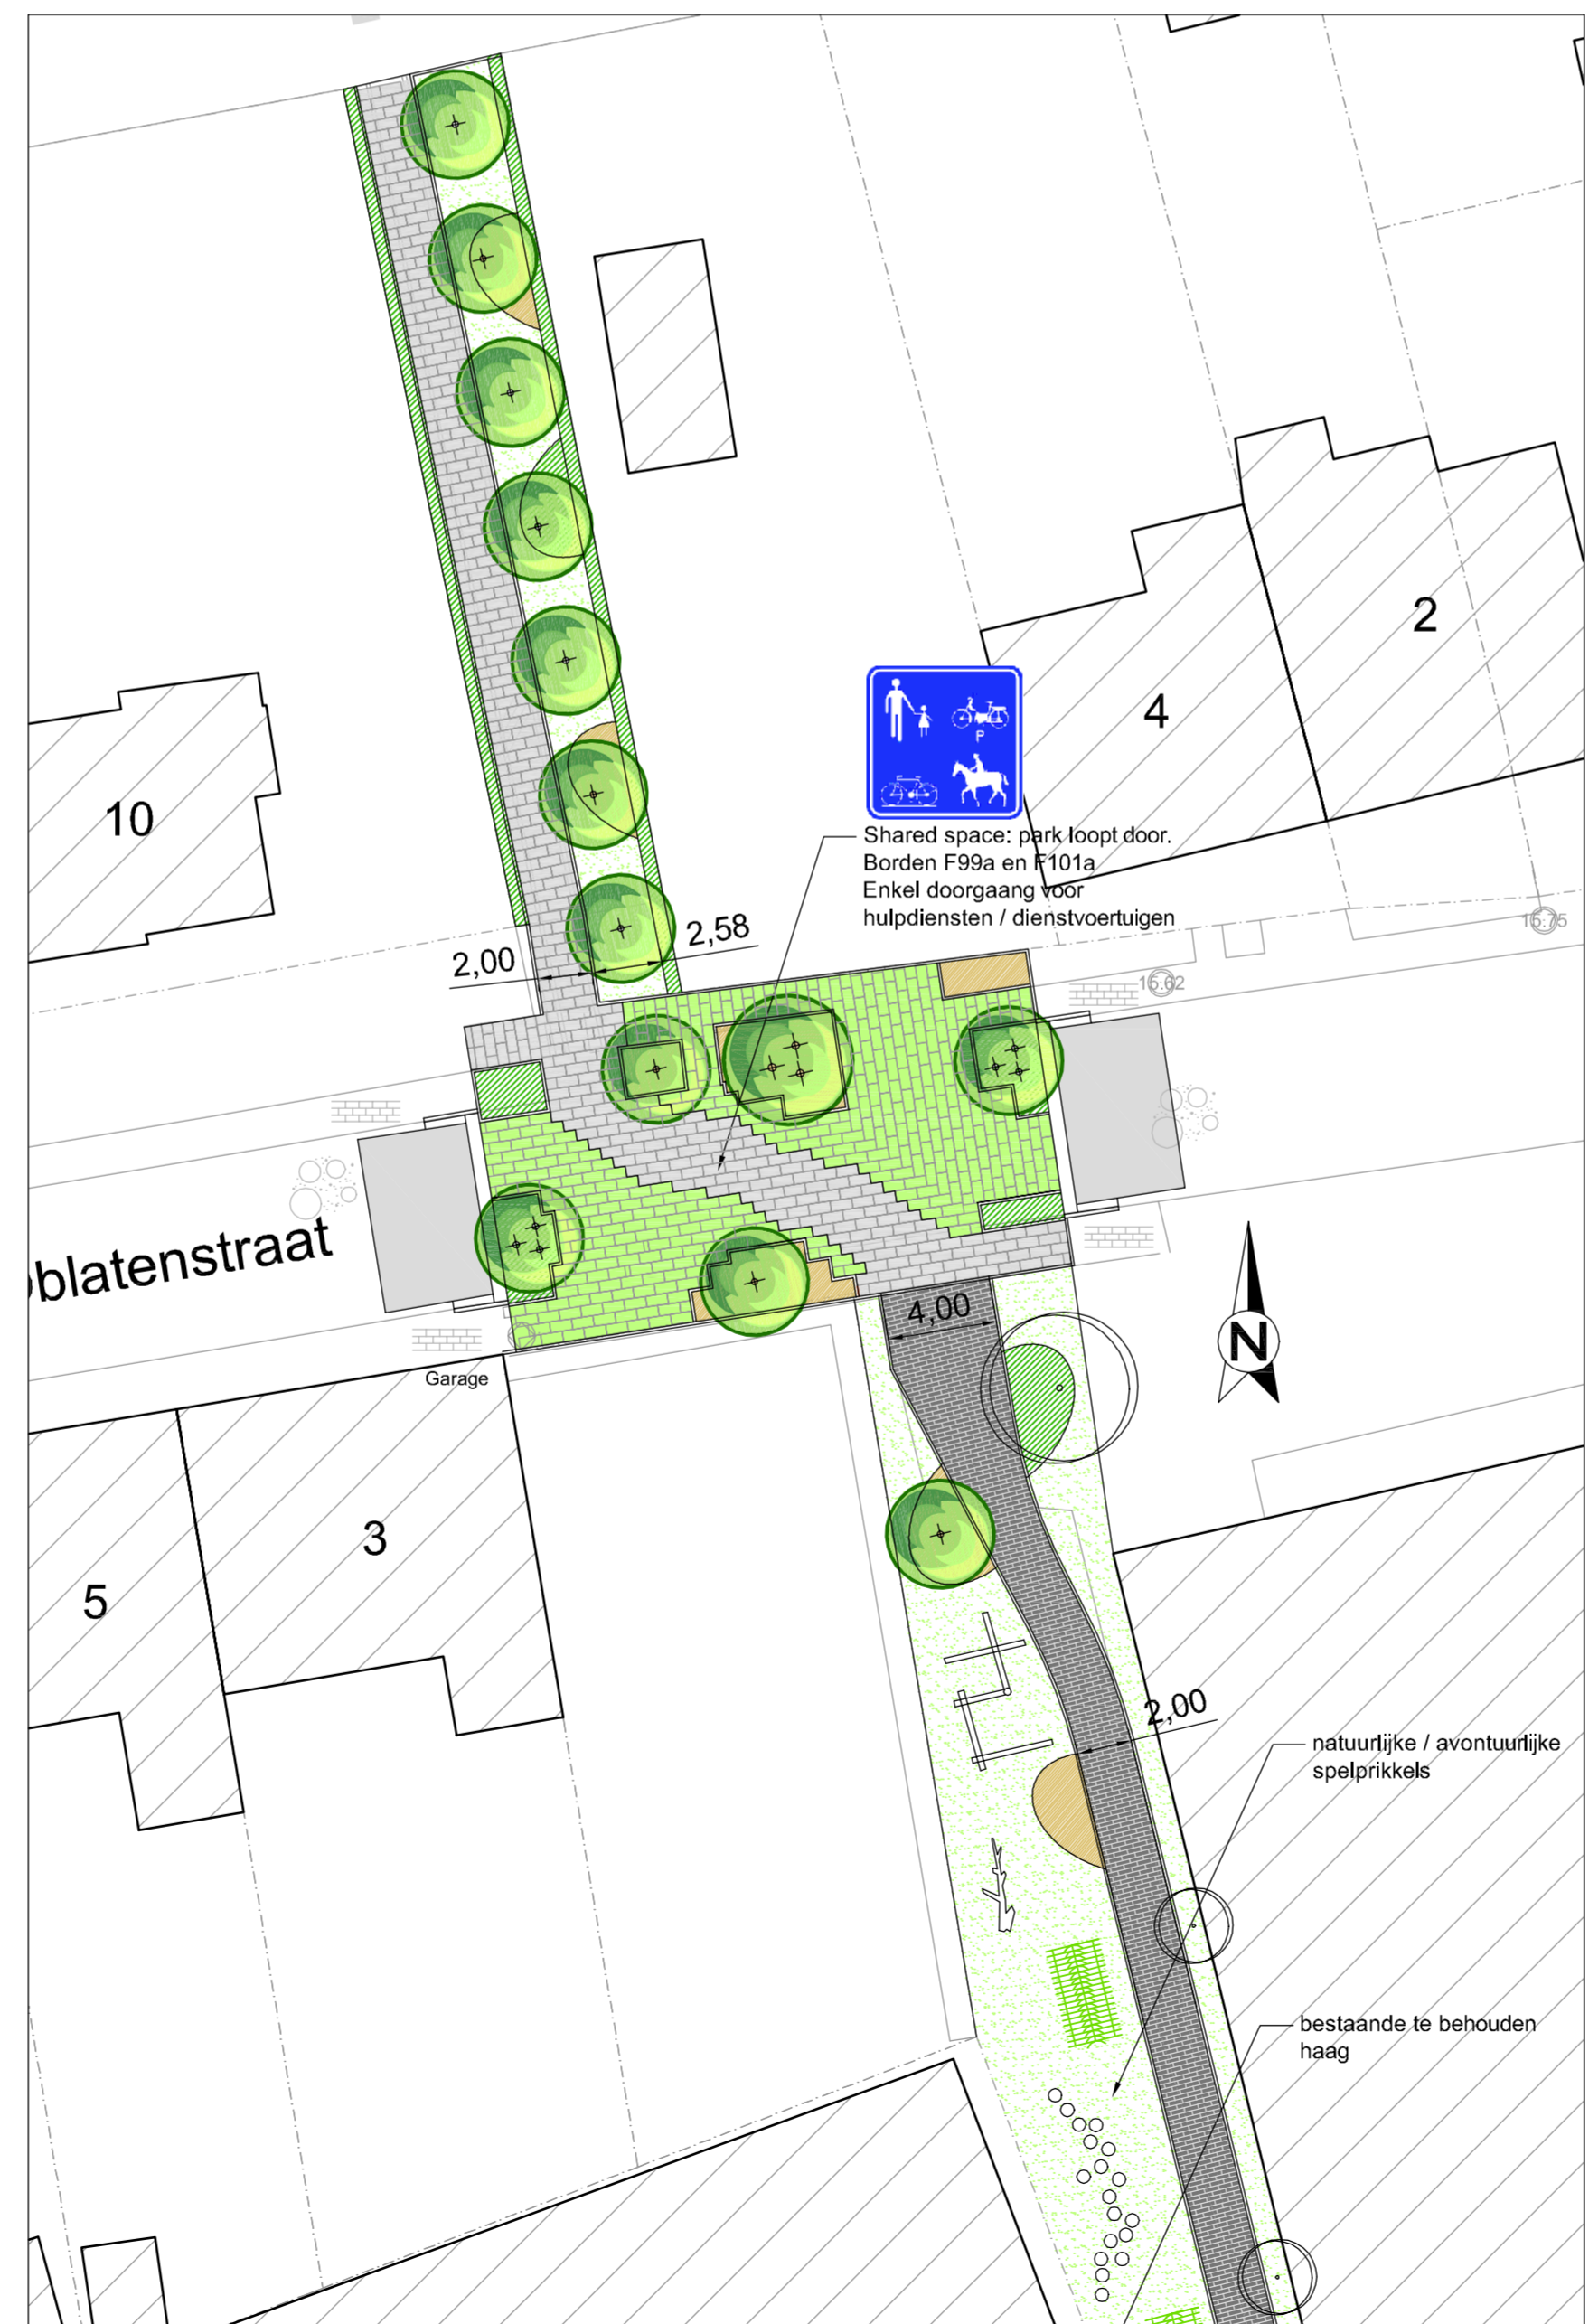 2
4
10
P
Shared space: park loopt door.
Borden F99a en F101a
Enkel doorgaang voor
hulpdiensten / dienstvoertuigen
15.75
2,58
2,00
15.62
blatenstraat
4,00
N
Garage
3
5
2,00
natuurlijke / avontuurlijke
spelprikkels
bestaande te behouden
haag